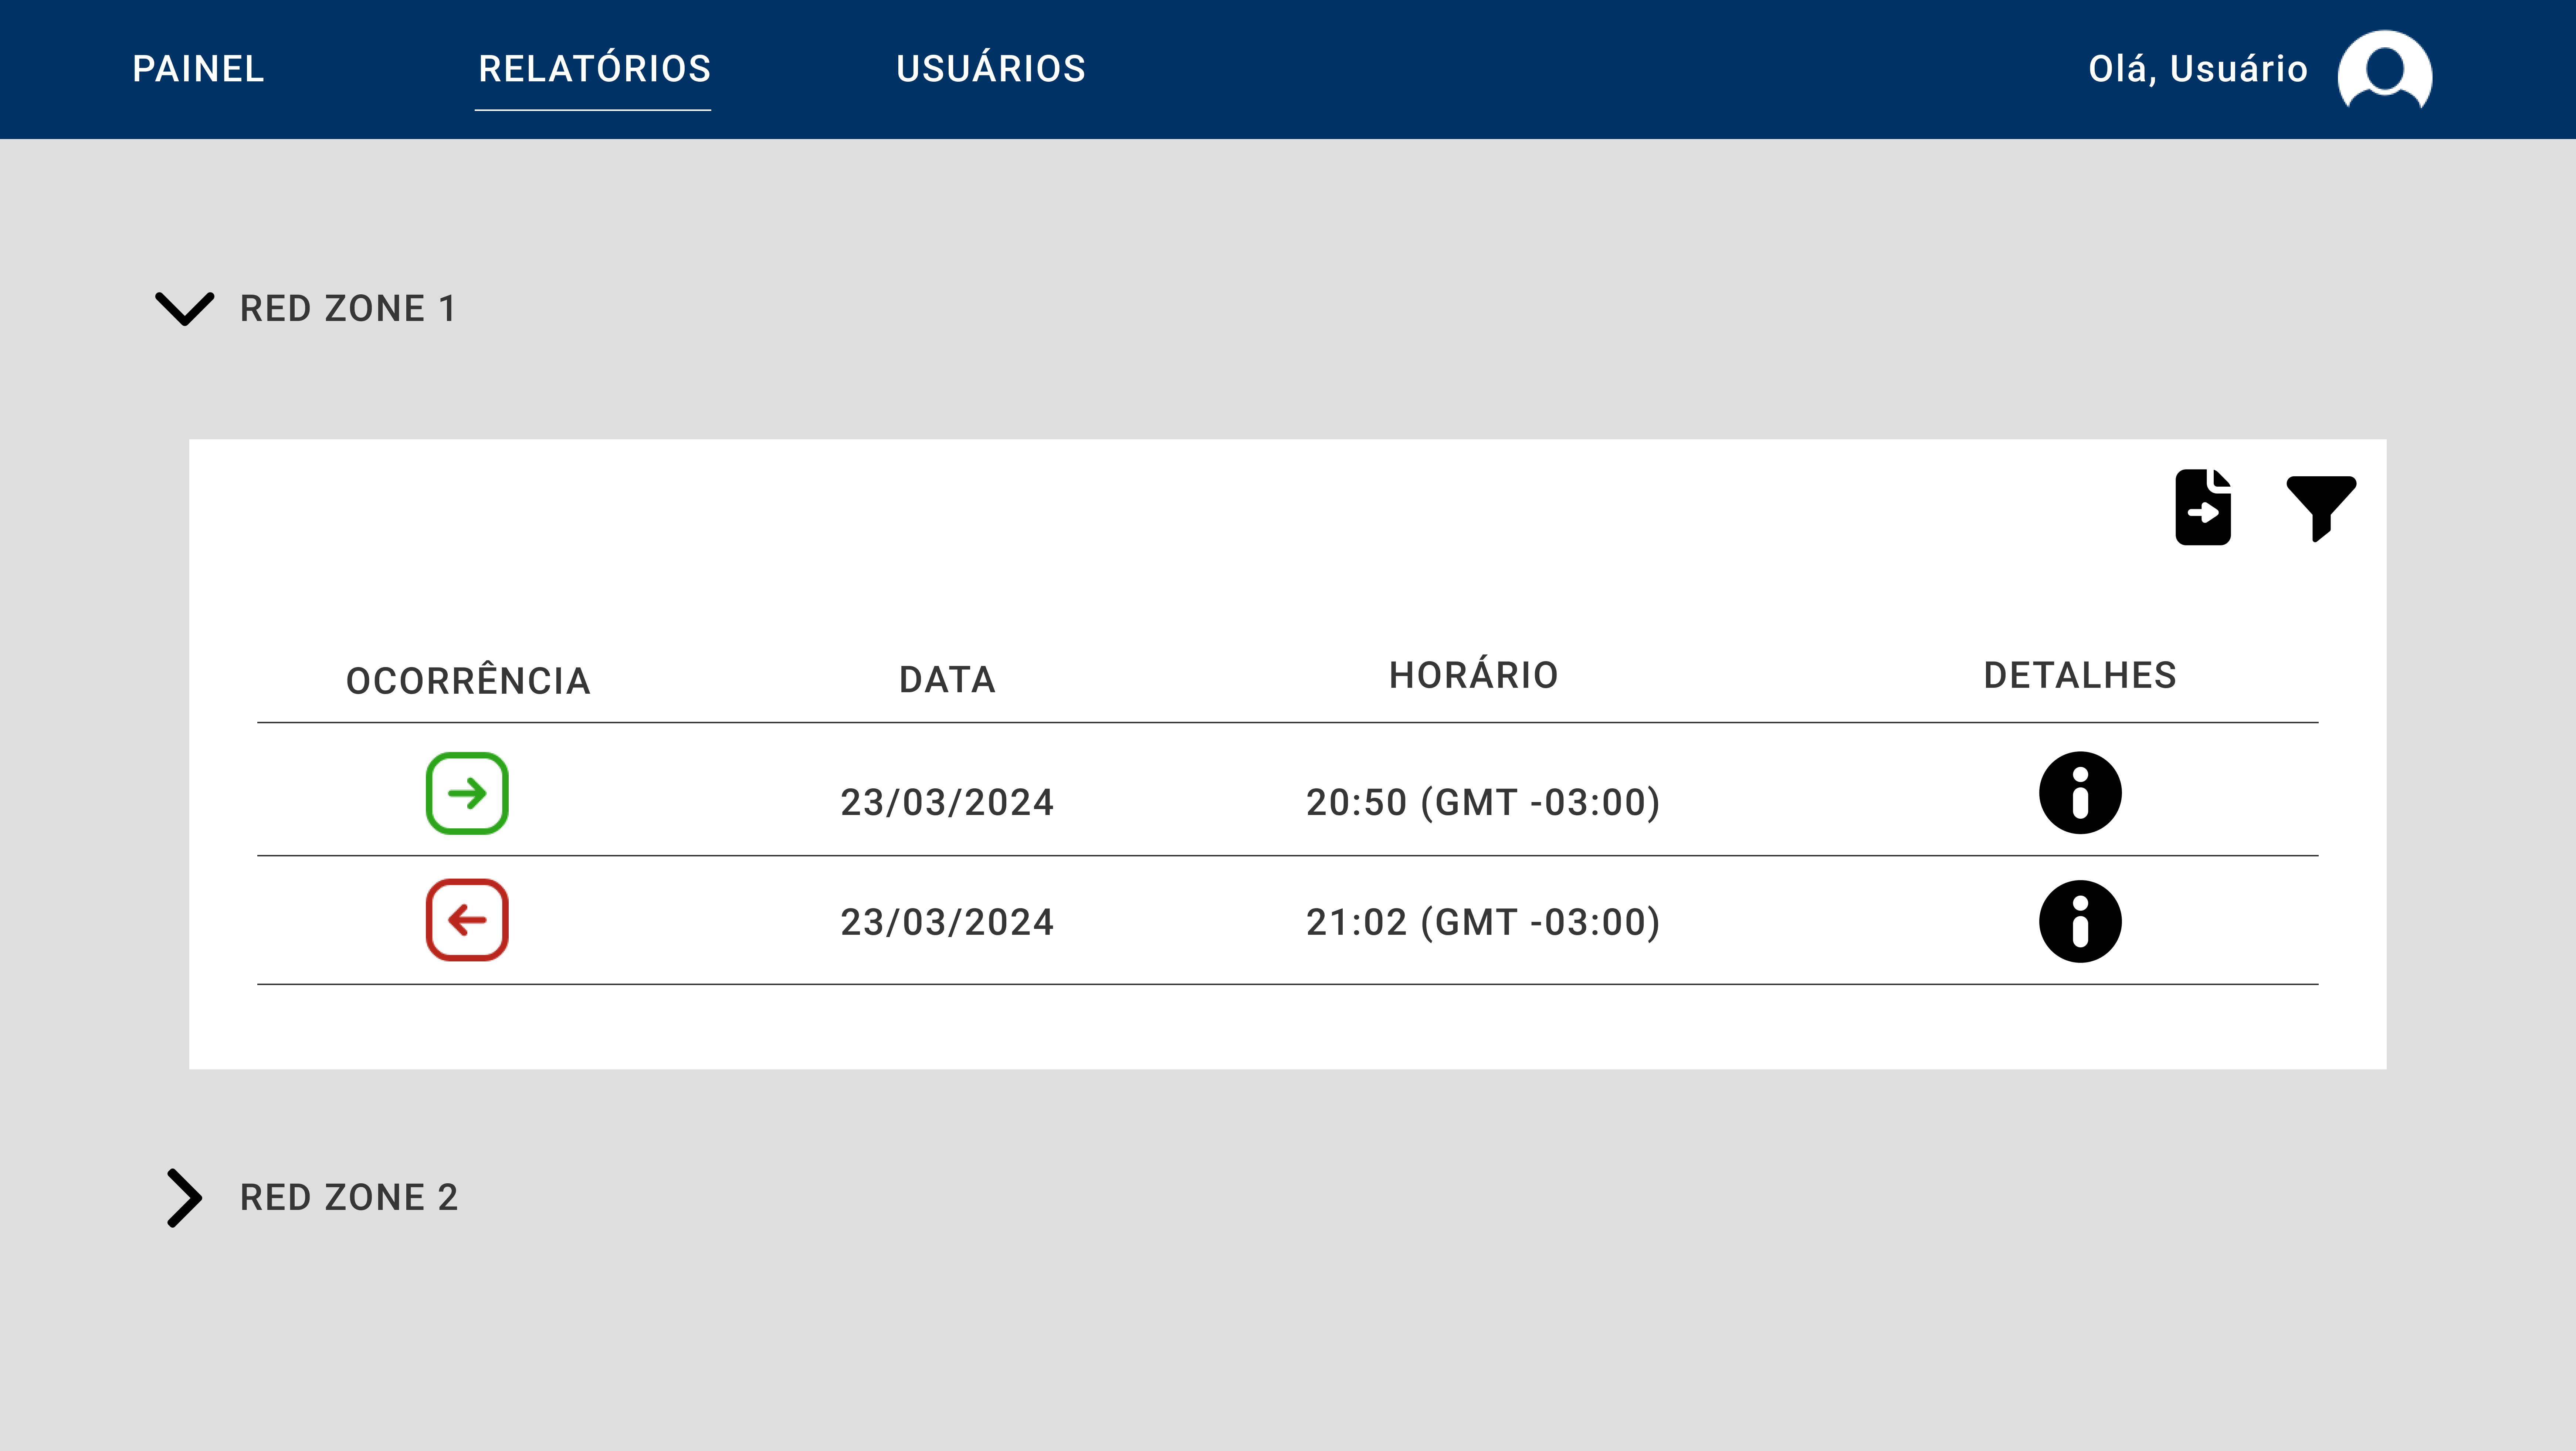 PAINEL RELATÓRIOS USUÁRIOS Olá, Usuário
RED ZONE 1
OCORRÊNCIA DATA HORÁRIO DETALHES
23/03/2024 20:50 (GMT -03:00)
23/03/2024 21:02 (GMT -03:00)
RED ZONE 2